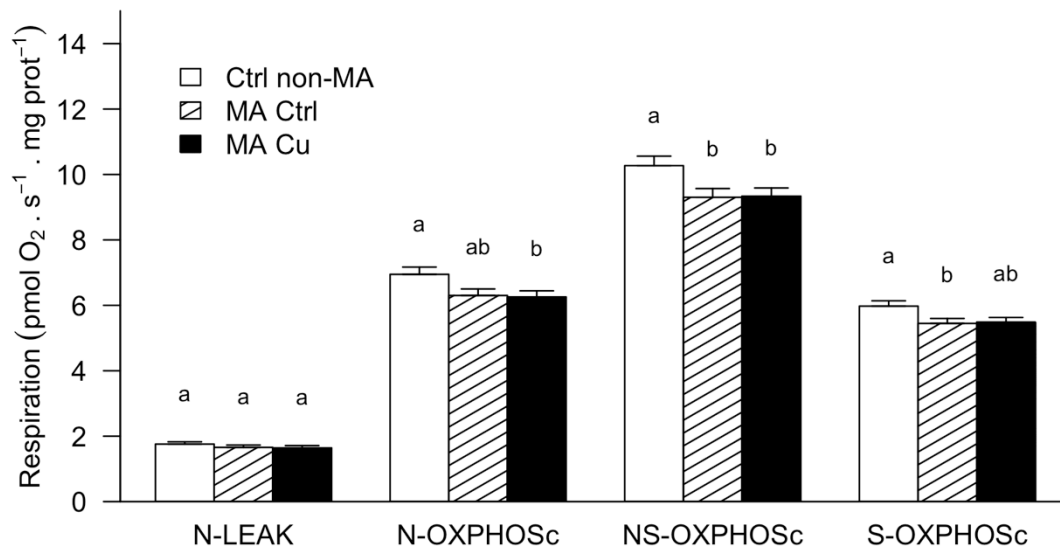 Respiration (pmol O₂ . s⁻¹ . mg prot⁻¹)
14
12
10
8
6
4
2
0
Ctrl non-MA
MA Ctrl
MA Cu
a a a
a ab b
a b b
a b ab
N-LEAK N-OXPHOSc NS-OXPHOSc S-OXPHOSc